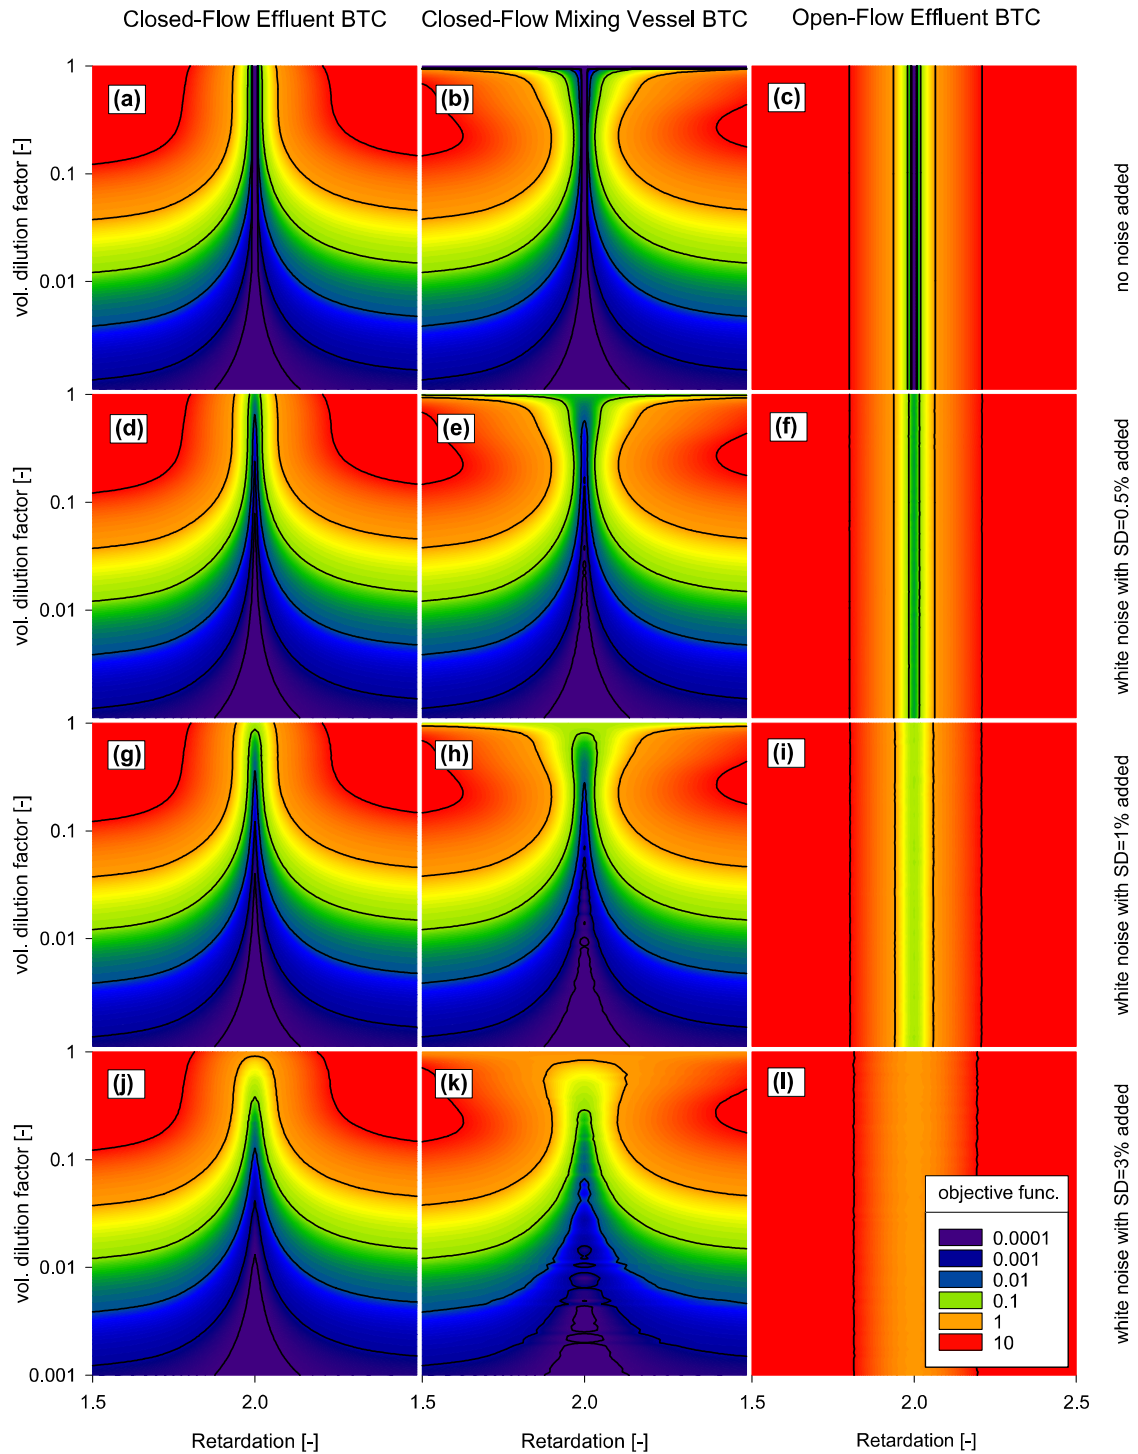 Closed-Flow Effluent BTC
Closed-Flow Mixing Vessel BTC
Open-Flow Effluent BTC
vol. dilution factor [-]
1
0.1
0.01
(a)
(b)
(c)
no noise added
vol. dilution factor [-]
1
0.1
0.01
(d)
(e)
(f)
white noise with SD=0.5% added
vol. dilution factor [-]
1
0.1
0.01
(g)
(h)
(i)
white noise with SD=1% added
vol. dilution factor [-]
1
0.1
0.01
0.001
(j)
(k)
(l)
white noise with SD=3% added
objective func.
0.0001
0.001
0.01
0.1
1
10
1.5
2.0
1.5
2.0
1.5
2.0
2.5
Retardation [-]
Retardation [-]
Retardation [-]